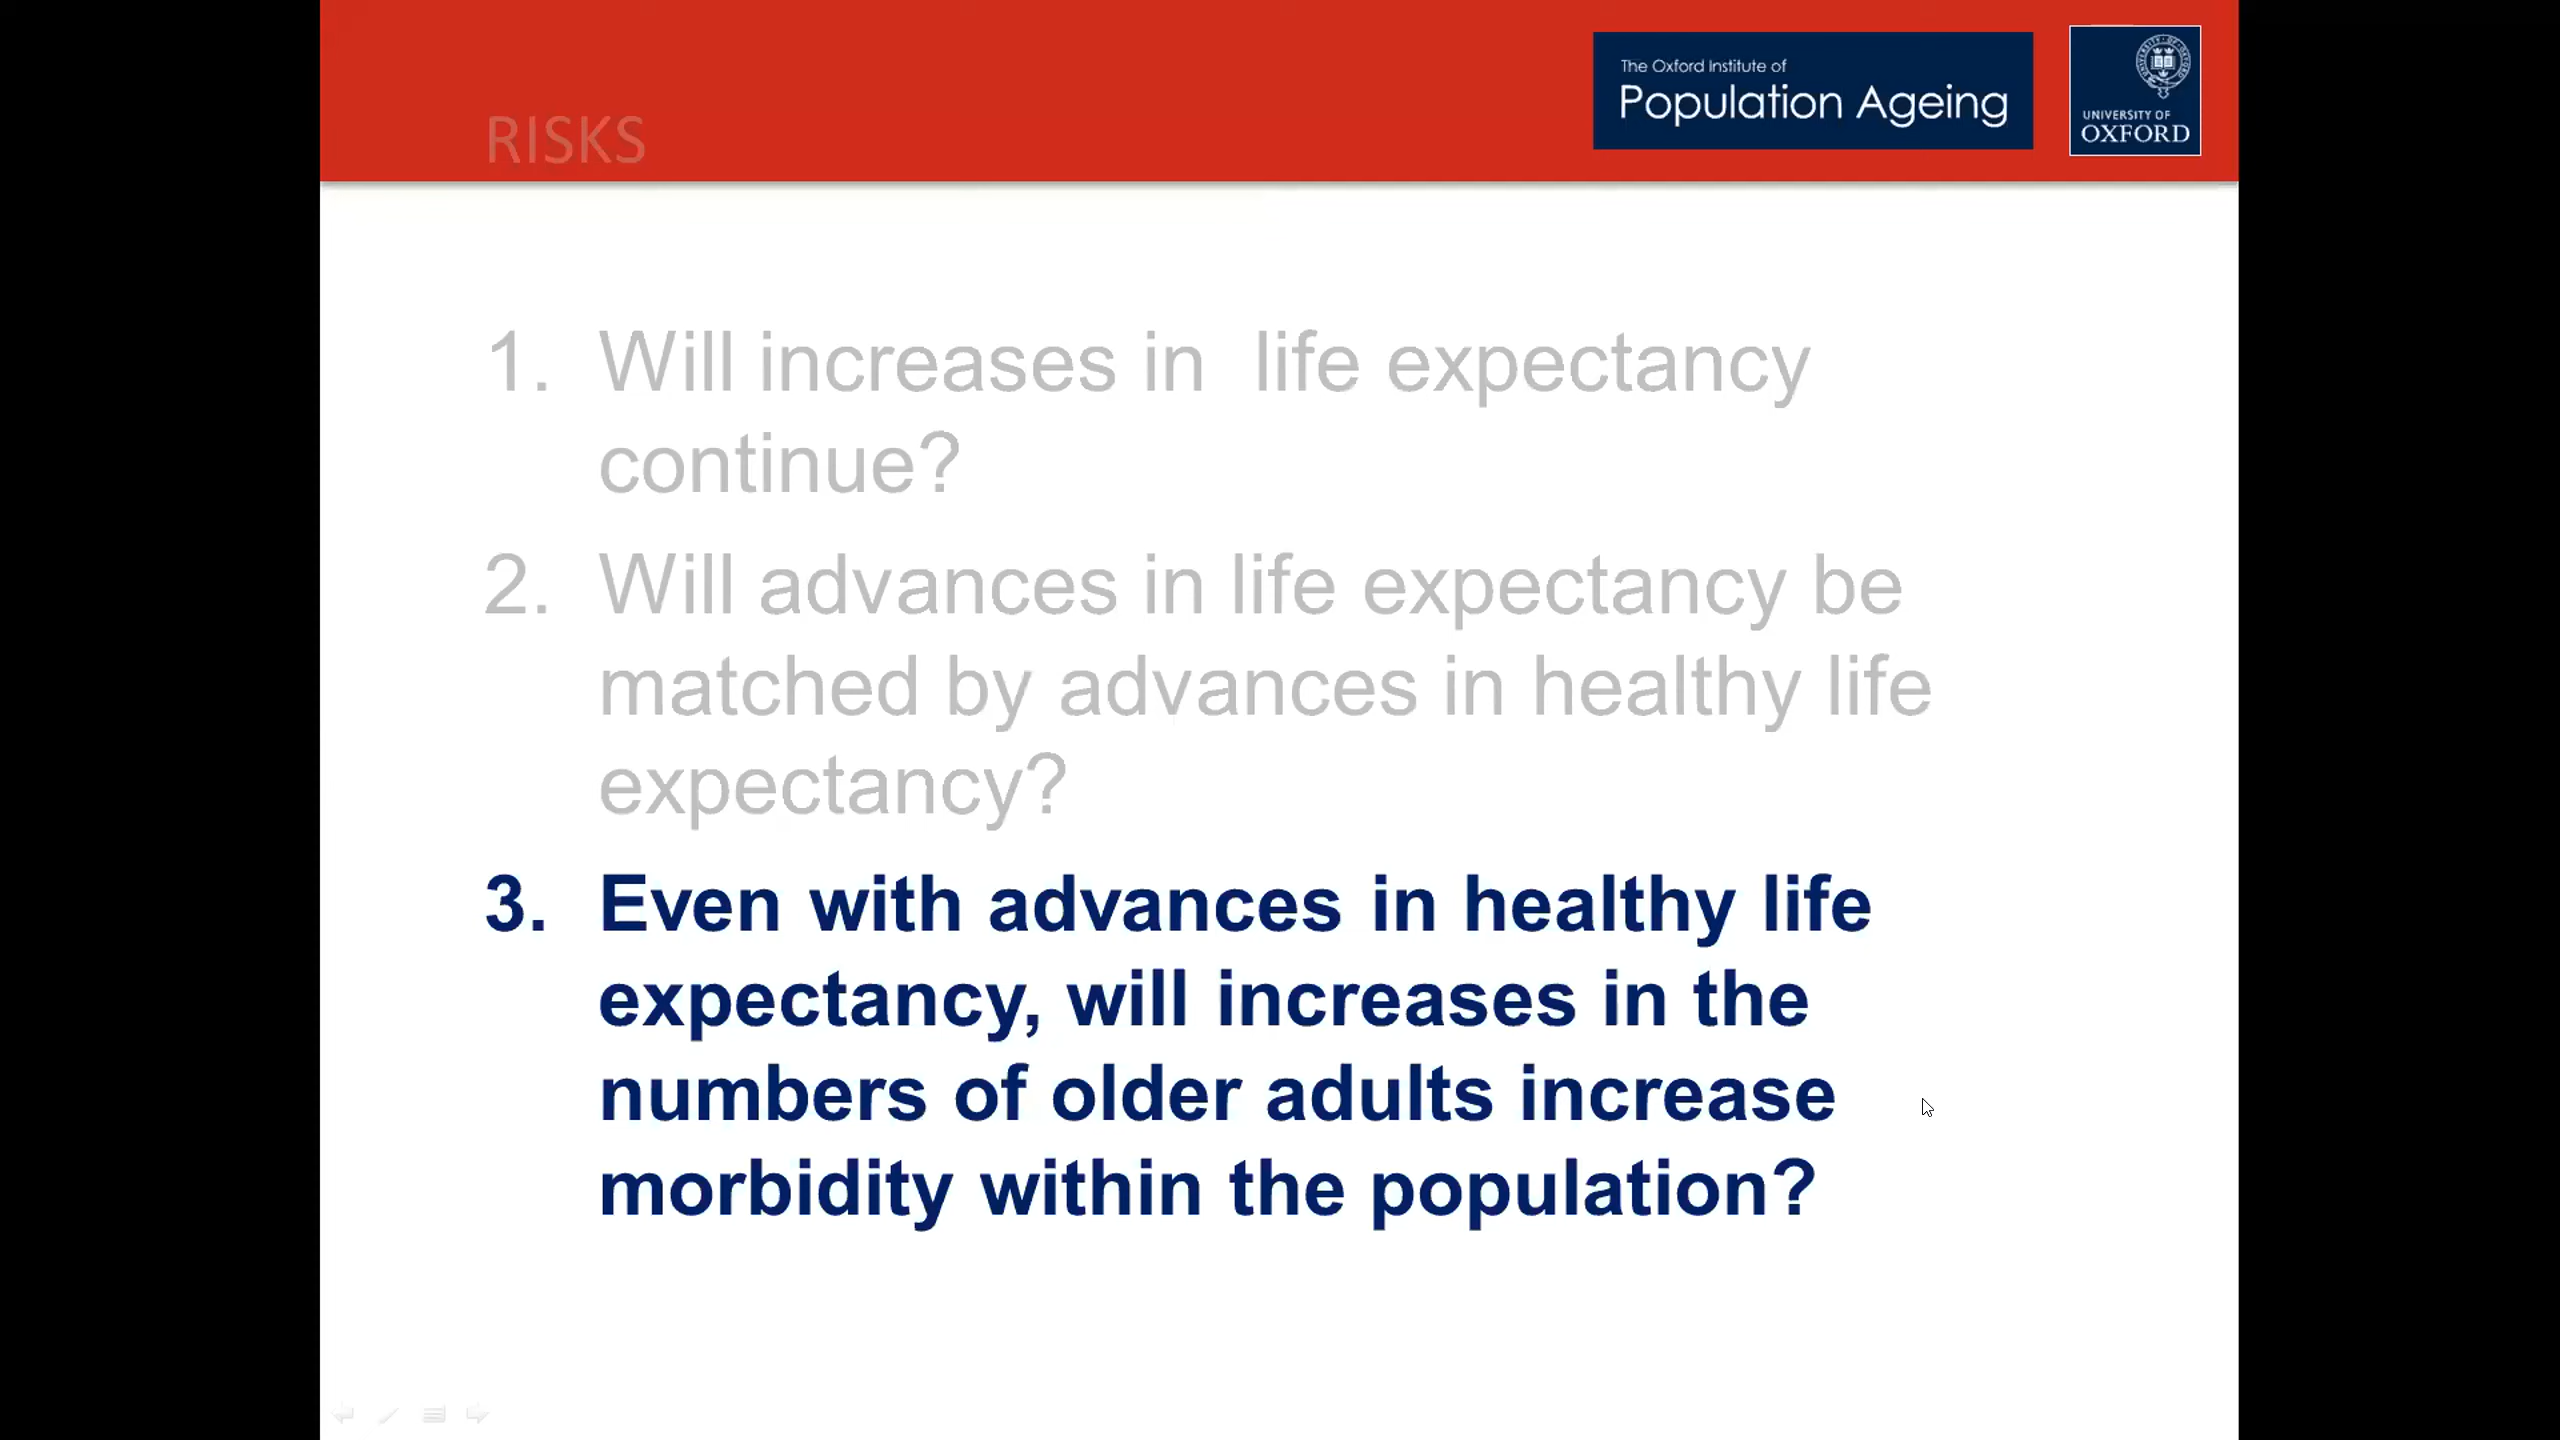 RISKS
The Oxford Institute of
Population Ageing
UNIVERSITY OF
OXFORD
1. Will increases in  life expectancy
continue?
2. Will advances in life expectancy be
matched by advances in healthy life
expectancy?
3. Even with advances in healthy life
expectancy, will increases in the
numbers of older adults increase
morbidity within the population?